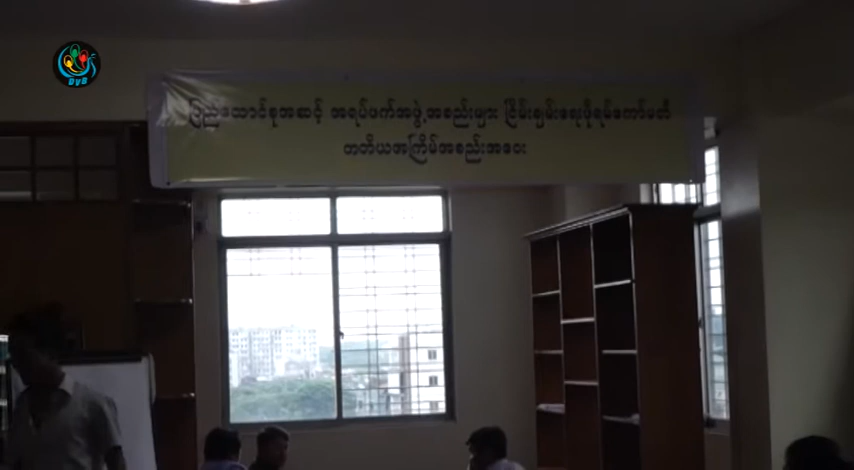 DVB
ပြည်ထောင်စုအဆင့် အရပ်ဖက်အဖွဲ့အစည်းများ ငြိမ်းချမ်းရေးဖိုရမ်ကော်မတီ
တတိယအကြိမ်အစည်းအဝေး